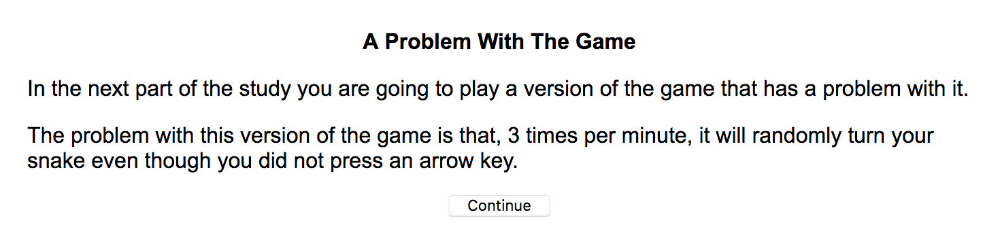 A Problem With The Game
In the next part of the study you are going to play a version of the game that has a problem with it.
The problem with this version of the game is that, 3 times per minute, it will randomly turn your
snake even though you did not press an arrow key.
Continue